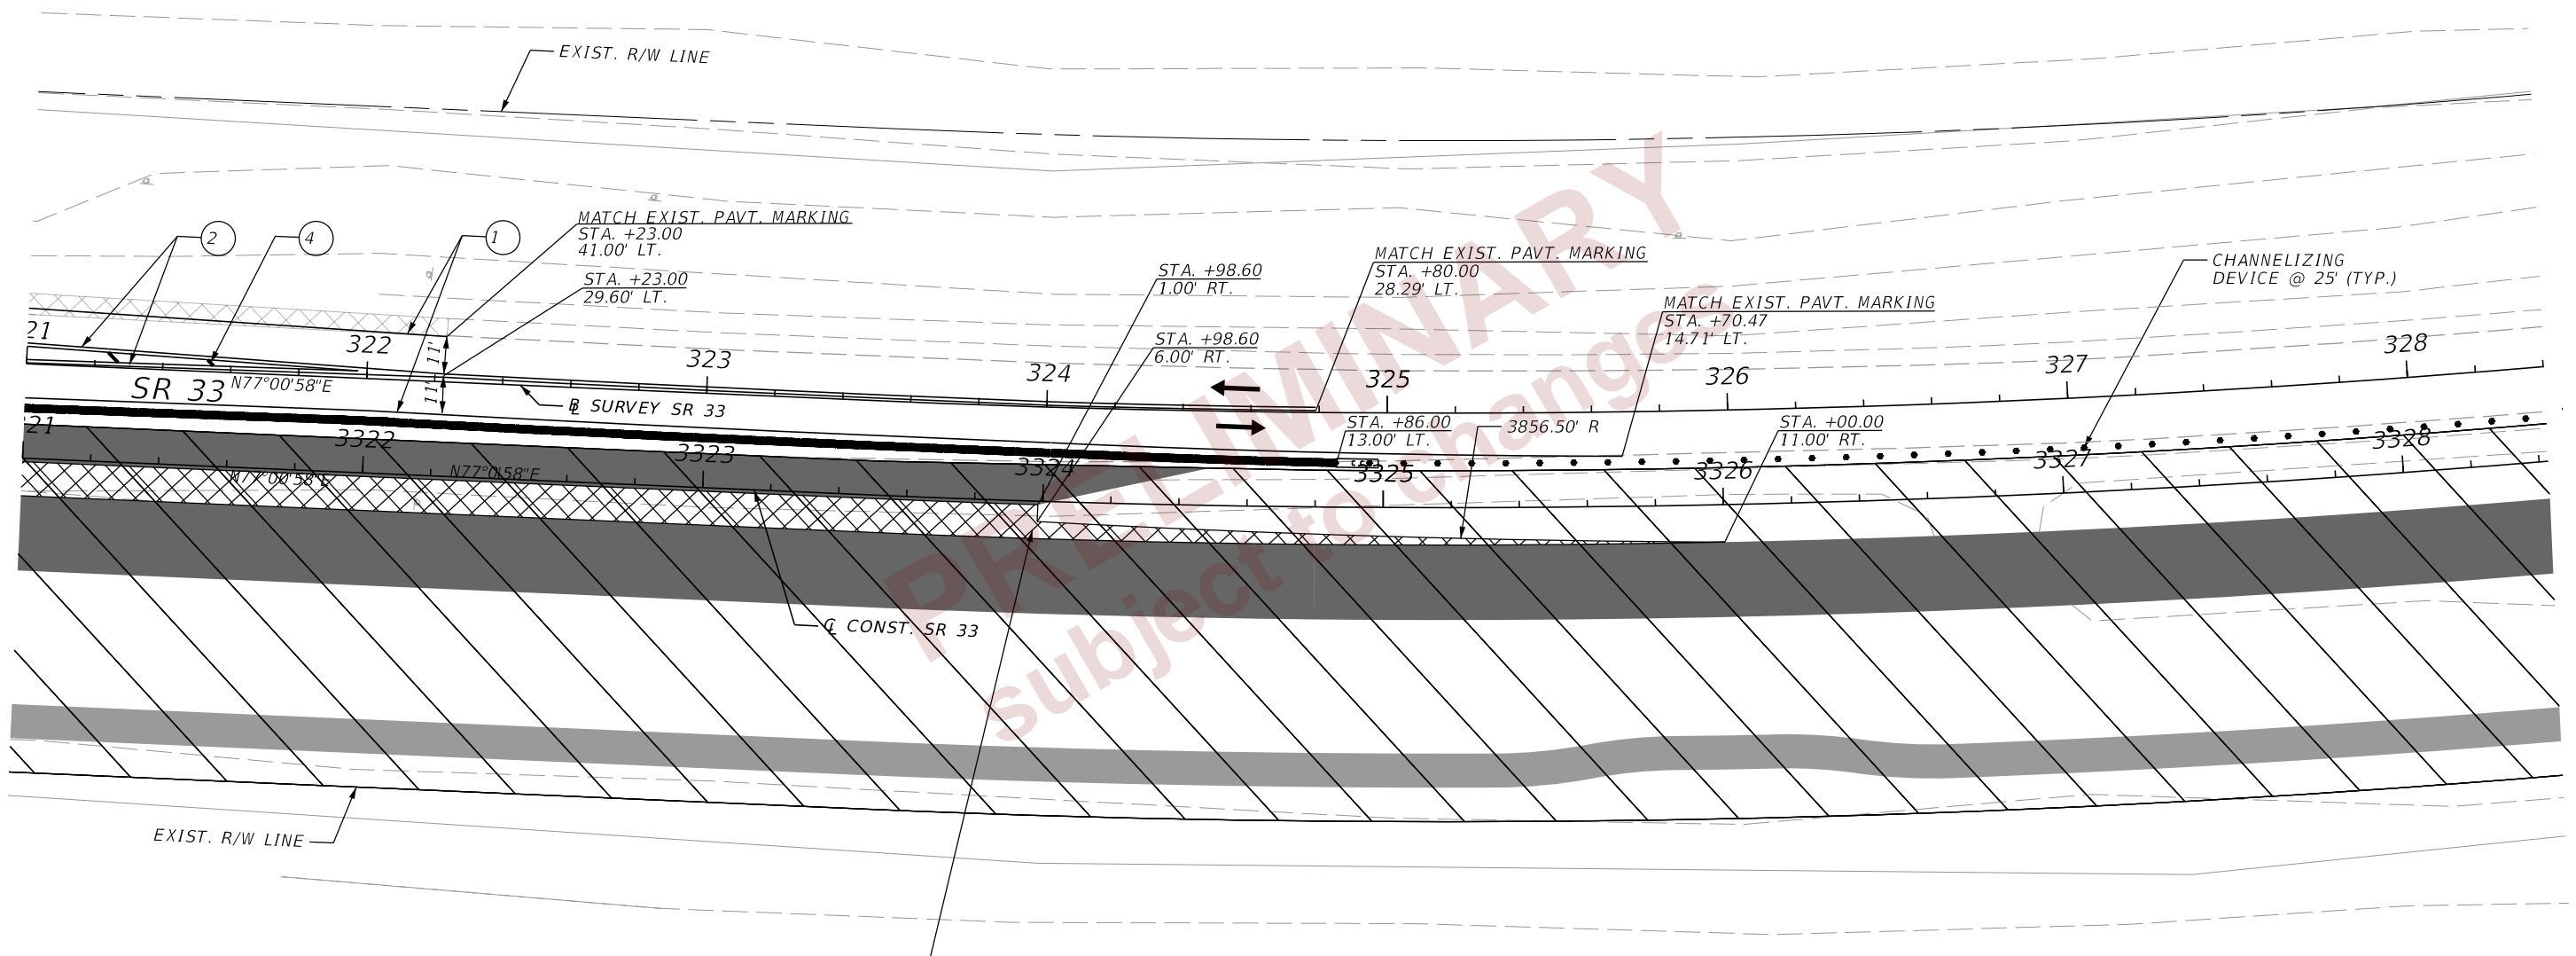 EXIST. R/W LINE
MATCH EXIST. PAVT. MARKING
STA. +23.00
41.00' LT.
STA. +23.00
29.60' LT.
2
4
1
STA. +98.60
1.00' RT.
STA. +98.60
6.00' RT.
MATCH EXIST. PAVT. MARKING
STA. +80.00
28.29' LT.
MATCH EXIST. PAVT. MARKING
STA. +70.47
14.71' LT.
CHANNELIZING
DEVICE @ 25' (TYP.)
21
322
323
324
325
326
327
328
11'
11'
SR 33
N77°00'58"E
BL SURVEY SR 33
STA. +86.00
13.00' LT.
3856.50' R
STA. +00.00
11.00' RT.
21
3322
3323
3324
3325
3326
3327
3328
N77°00'58"E
N77°0'58"E
CL CONST. SR 33
EXIST. R/W LINE
PRELIMINARY
subject to changes